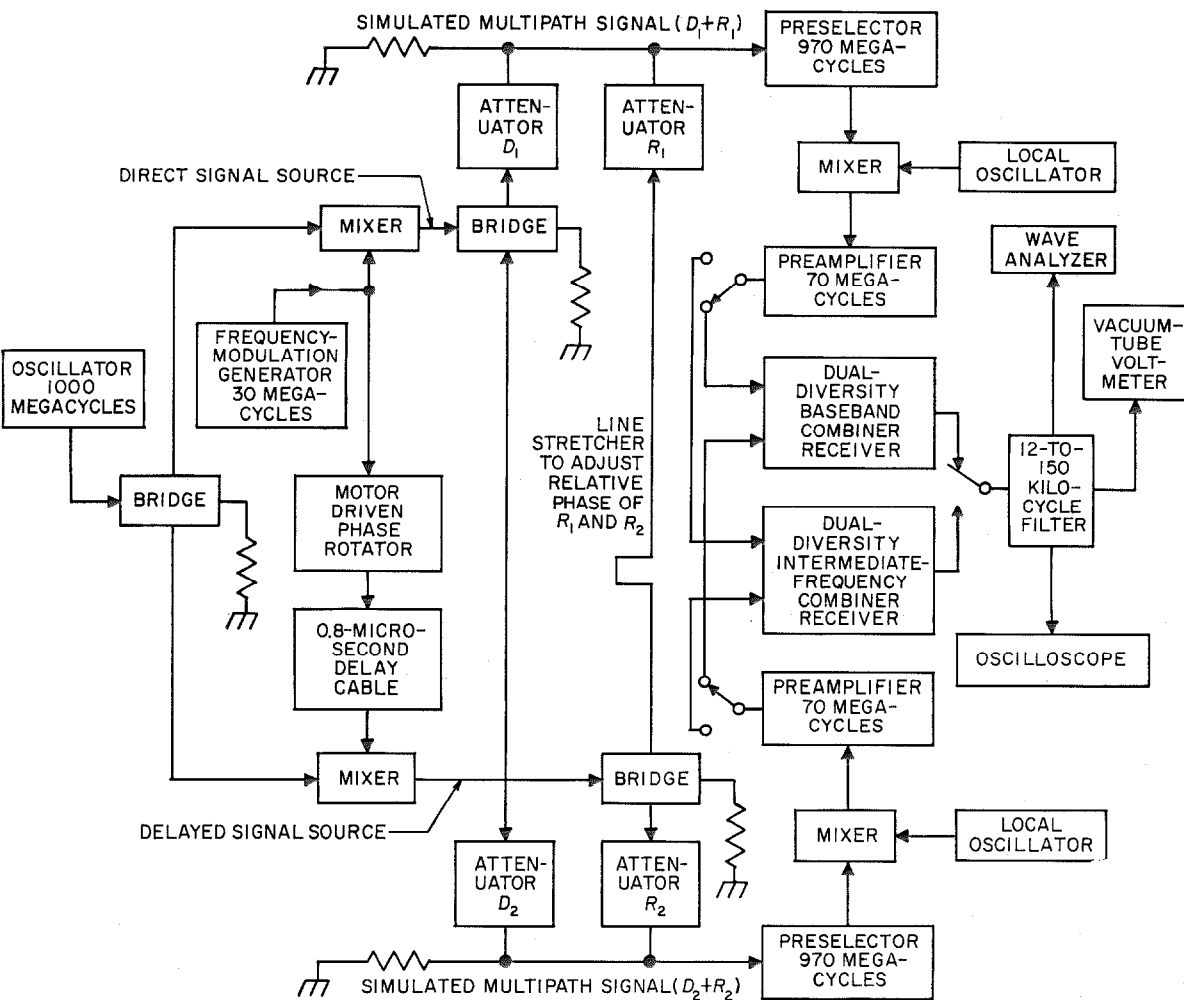 SIMULATED MULTIPATH SIGNAL (D₁+R₁)
PRESELECTOR
970 MEGA-
CYCLES
ATTEN-
UATOR
D₁
ATTEN-
UATOR
R₁
MIXER
LOCAL
OSCILLATOR
DIRECT SIGNAL SOURCE
MIXER
BRIDGE
WAVE
ANALYZER
PREAMPLIFIER
70 MEGA-
CYCLES
FREQUENCY-
MODULATION
GENERATOR
30 MEGA-
CYCLES
VACUUM-
TUBE
VOLT-
METER
OSCILLATOR
1000
MEGACYCLES
DUAL-
DIVERSITY
BASEBAND
COMBINER
RECEIVER
LINE
STRETCHER
TO ADJUST
RELATIVE
PHASE OF
R₁ AND R₂
12-TO-
150
KILO-
CYCLE
FILTER
BRIDGE
MOTOR
DRIVEN
PHASE
ROTATOR
DUAL-
DIVERSITY
INTERMEDIATE-
FREQUENCY
COMBINER
RECEIVER
0.8-MICRO-
SECOND
DELAY
CABLE
OSCILLOSCOPE
PREAMPLIFIER
70 MEGA-
CYCLES
MIXER
BRIDGE
DELAYED SIGNAL SOURCE
MIXER
LOCAL
OSCILLATOR
ATTEN-
UATOR
D₂
ATTEN-
UATOR
R₂
PRESELECTOR
970 MEGA-
CYCLES
SIMULATED MULTIPATH SIGNAL (D₂+R₂)